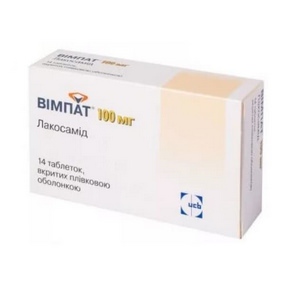 ВІМПАТ® 100 мг
Лакосамід
14 таблеток,
вкритих плівковою
оболонкою
ucb